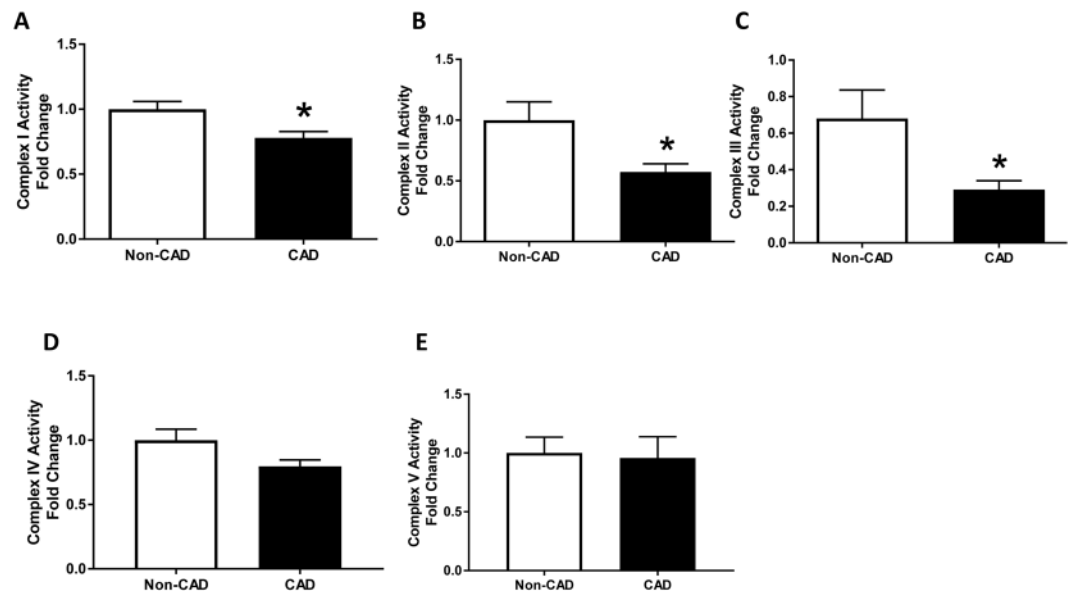 A
Complex I Activity
Fold Change
1.5
1.0
0.5
0.0
*
Non-CAD
CAD
B
Complex II Activity
Fold Change
1.5
1.0
0.5
0.0
*
Non-CAD
CAD
C
Complex III Activity
Fold Change
1.0
0.8
0.6
0.4
0.2
0.0
*
Non-CAD
CAD
D
Complex IV Activity
Fold Change
1.5
1.0
0.5
0.0
Non-CAD
CAD
E
Complex V Activity
Fold Change
1.5
1.0
0.5
0.0
Non-CAD
CAD